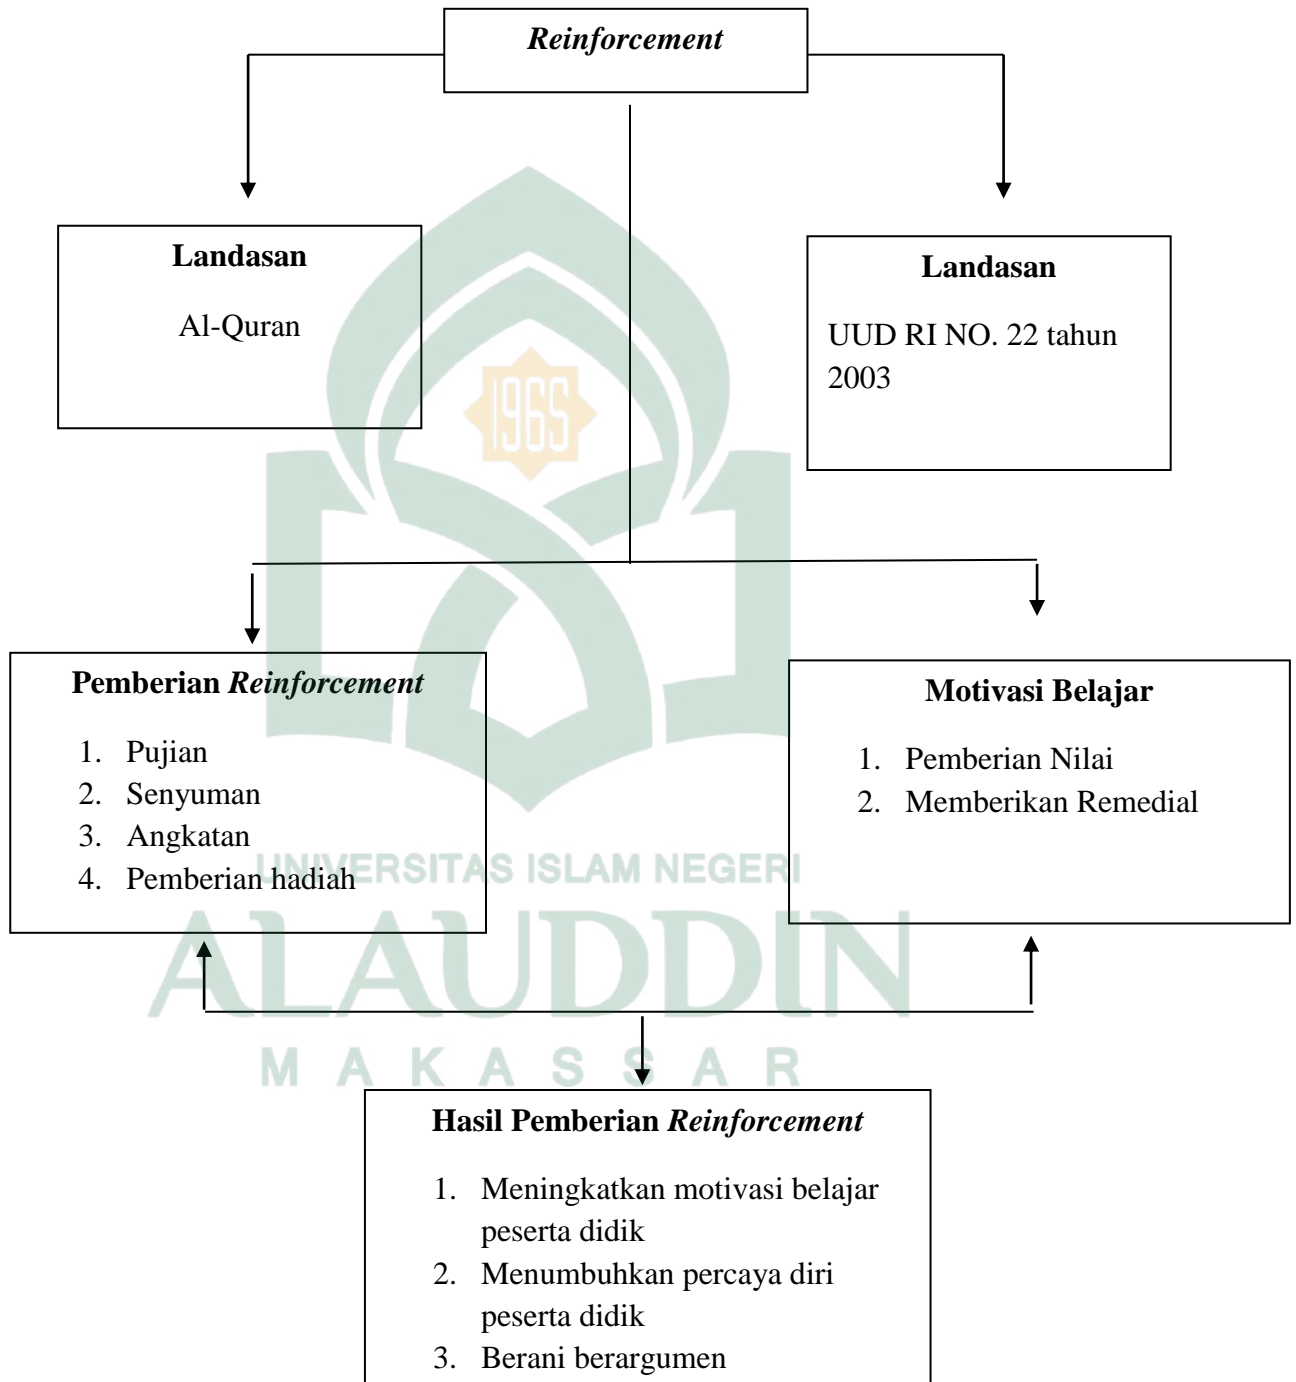 Reinforcement
Landasan
Al-Quran
Landasan
UUD RI NO. 22 tahun
2003
1965
Pemberian Reinforcement
1. Pujian
2. Senyuman
3. Angkatan
4. Pemberian hadiah
Motivasi Belajar
1. Pemberian Nilai
2. Memberikan Remedial
UNIVERSITAS ISLAM NEGERI
ALAUDDIN
MAKASSAR
Hasil Pemberian Reinforcement
1. Meningkatkan motivasi belajar
peserta didik
2. Menumbuhkan percaya diri
peserta didik
3. Berani berargumen